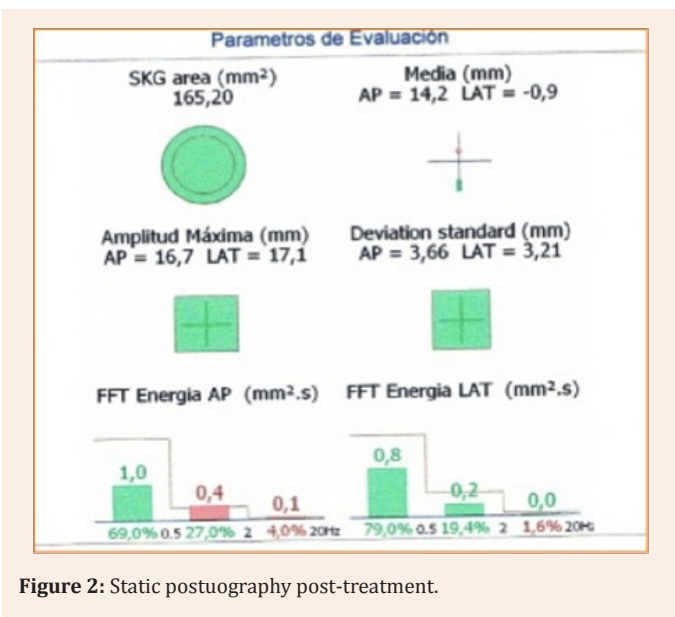 Parametros de Evaluación
SKG area (mm²)
165,20
Media (mm)
AP = 14,2 LAT = -0,9
Amplitud Máxima (mm)
AP = 16,7 LAT = 17,1
Deviation standard (mm)
AP = 3,66 LAT = 3,21
FFT Energia AP (mm².s)
1,0
0,4
0,1
69,0% 0.5 27,0% 2 4,0% 20Hz
FFT Energia LAT (mm².s)
0,8
0,2
0,0
79,0% 0.5 19,4% 2 1,6% 20Hz
Figure 2: Static postuography post-treatment.